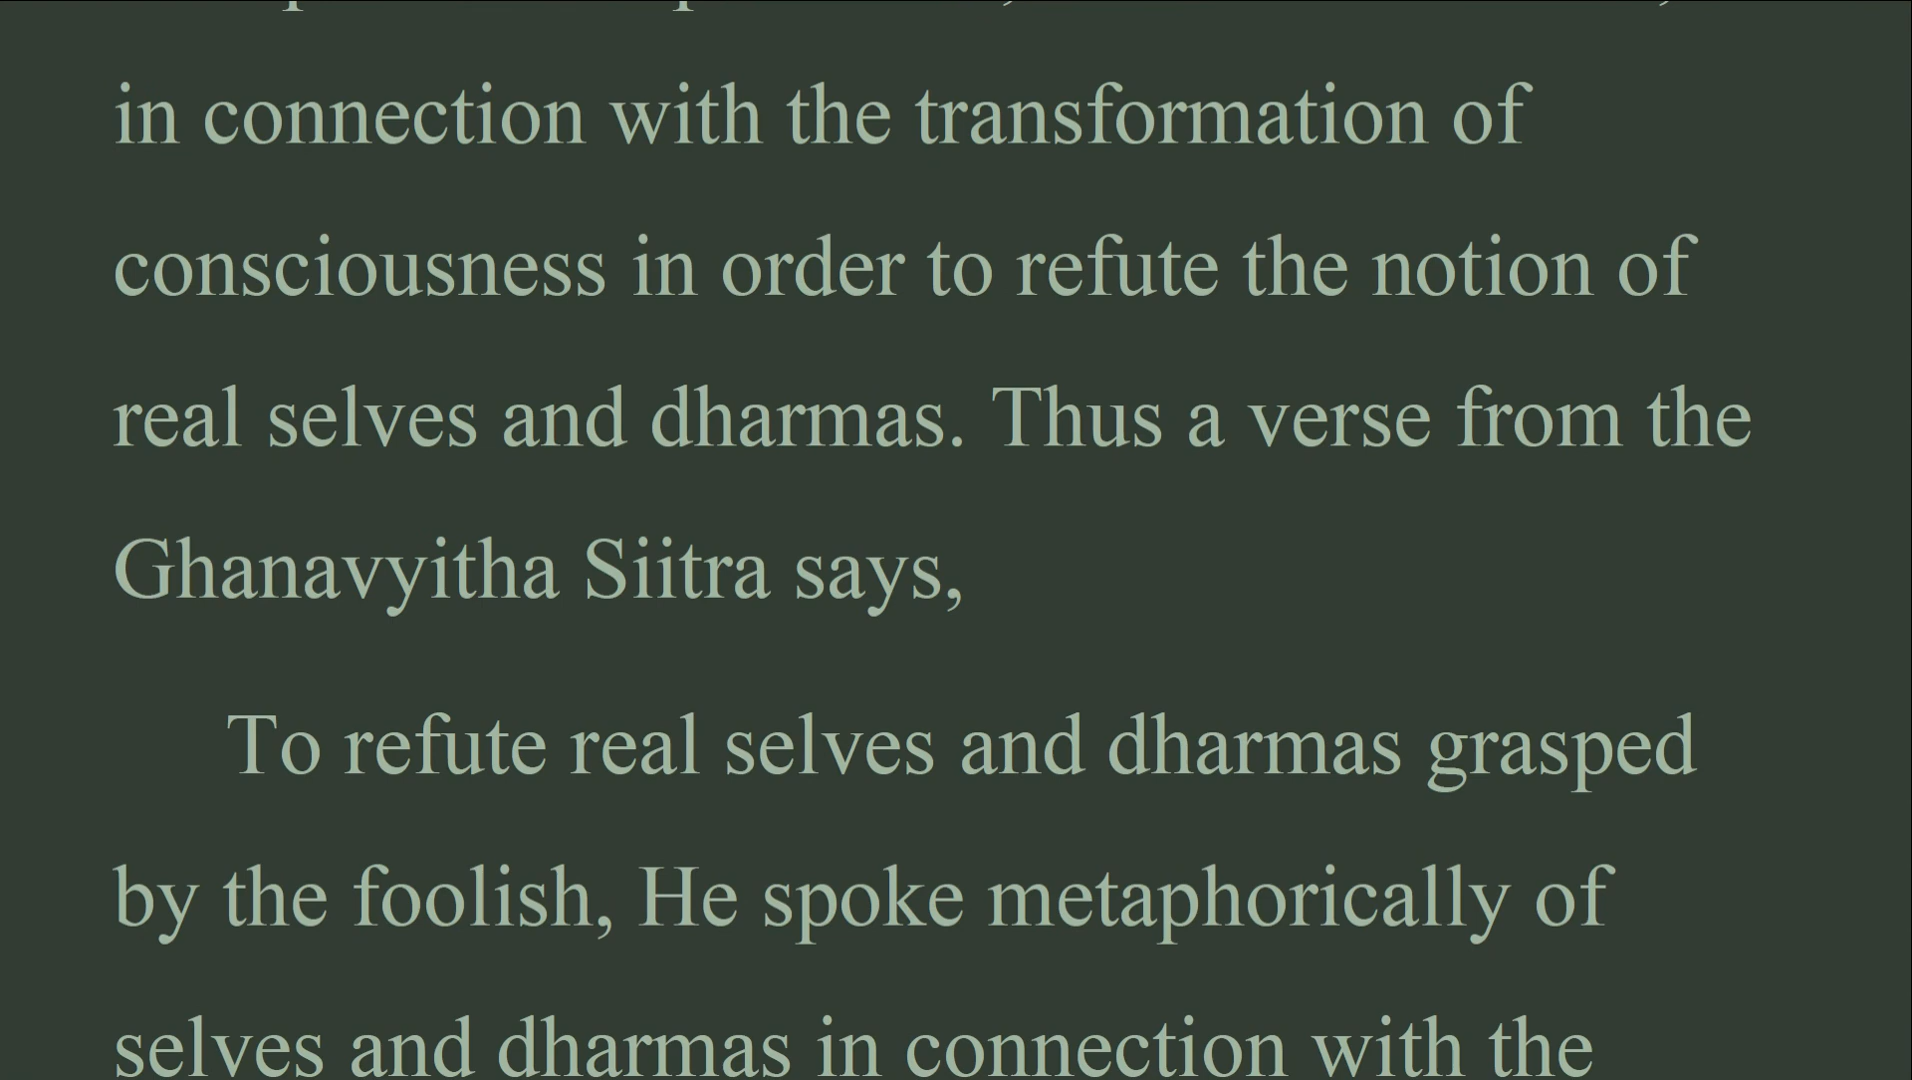 in connection with the transformation of
consciousness in order to refute the notion of
real selves and dharmas. Thus a verse from the
Ghanavyitha Siitra says,
To refute real selves and dharmas grasped
by the foolish, He spoke metaphorically of
selves and dharmas in connection with the